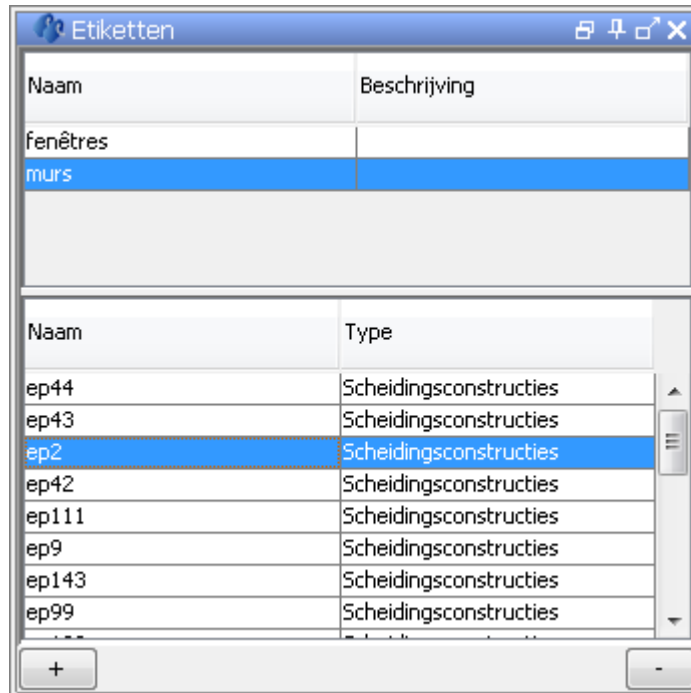 Etiketten
Naam Beschrijving
fenêtres
murs
Naam Type
ep44 Scheidingsconstructies
ep43 Scheidingsconstructies
ep2 Scheidingsconstructies
ep42 Scheidingsconstructies
ep111 Scheidingsconstructies
ep9 Scheidingsconstructies
ep143 Scheidingsconstructies
ep99 Scheidingsconstructies
+ -